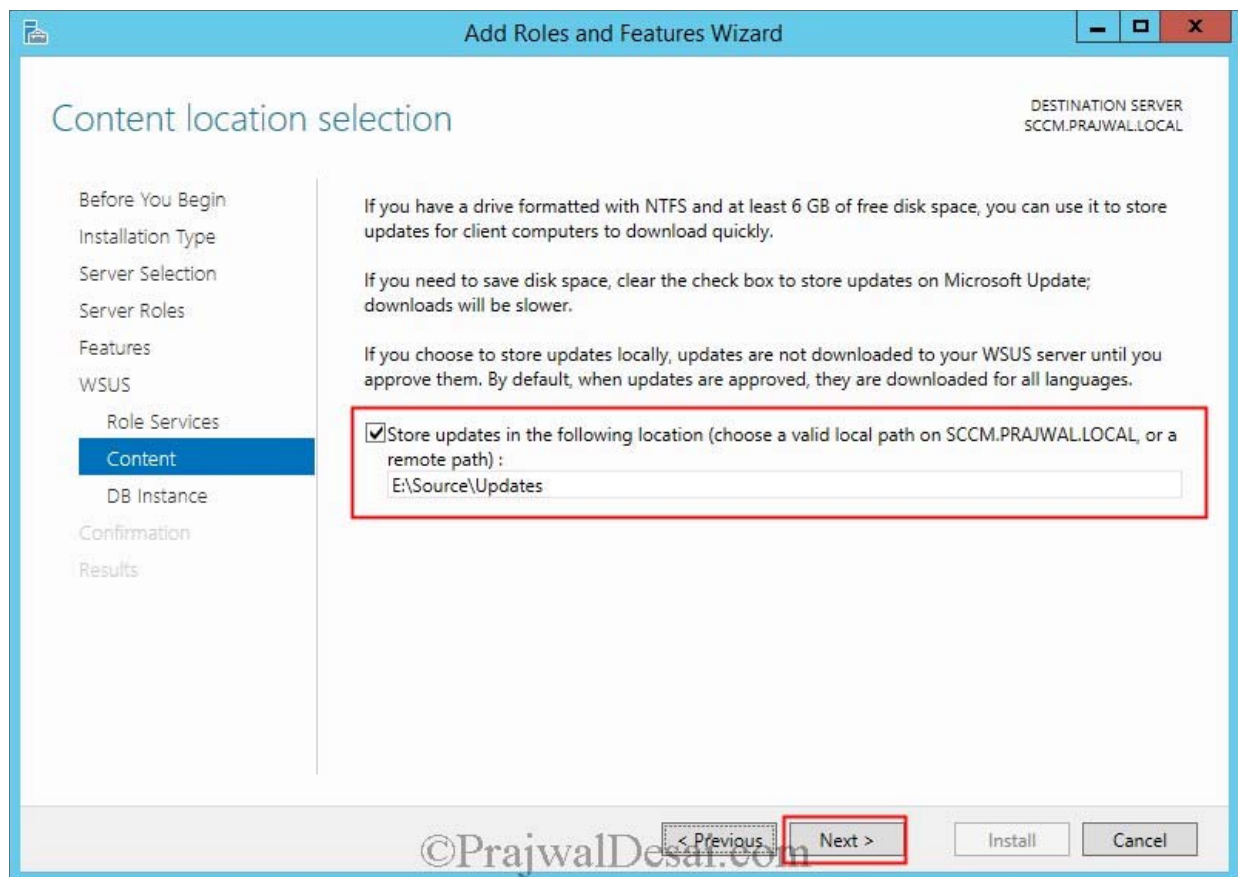 Add Roles and Features Wizard
Content location selection
DESTINATION SERVER
SCCM.PRAJWAL.LOCAL
Before You Begin
Installation Type
Server Selection
Server Roles
Features
WSUS
Role Services
Content
DB Instance
Confirmation
Results
If you have a drive formatted with NTFS and at least 6 GB of free disk space, you can use it to store
updates for client computers to download quickly.
If you need to save disk space, clear the check box to store updates on Microsoft Update;
downloads will be slower.
If you choose to store updates locally, updates are not downloaded to your WSUS server until you
approve them. By default, when updates are approved, they are downloaded for all languages.
Store updates in the following location (choose a valid local path on SCCM.PRAJWAL.LOCAL, or a
remote path) :
E:\Source\Updates
< Previous
Next >
Install
Cancel
©PrajwalDesai.com